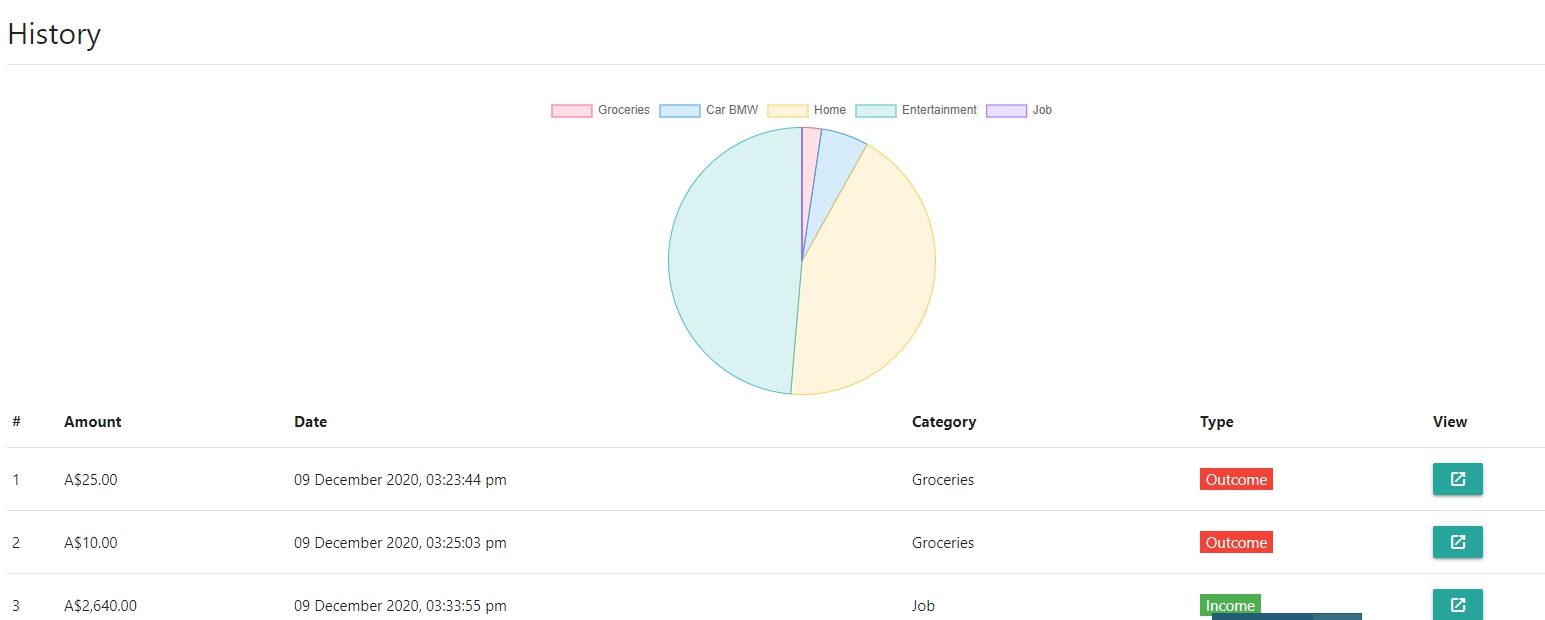 History
Groceries Car BMW Home Entertainment Job
# Amount Date Category Type View
1 A$25.00 09 December 2020, 03:23:44 pm Groceries Outcome
2 A$10.00 09 December 2020, 03:25:03 pm Groceries Outcome
3 A$2,640.00 09 December 2020, 03:33:55 pm Job Income